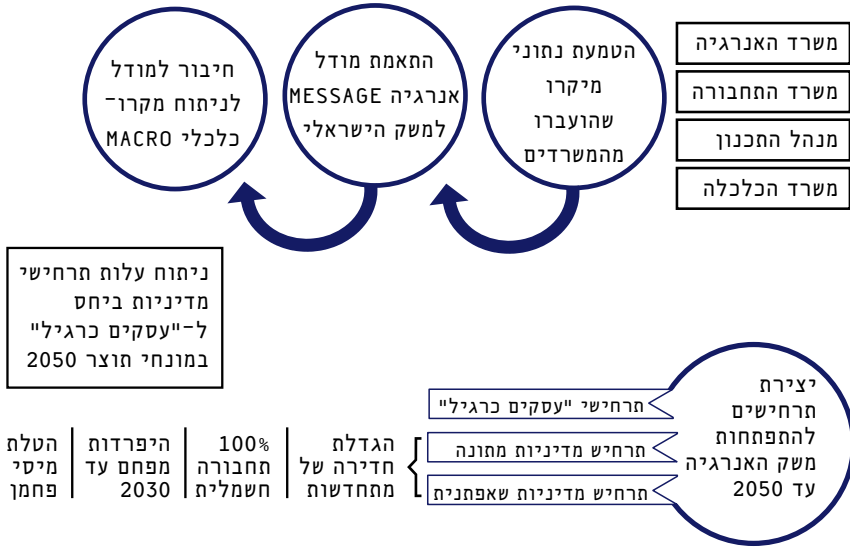 משרד האנרגיה
משרד התחבורה
מנהל התכנון
משרד הכלכלה
הטמעת נתוני
מיקרו
שהועברו
מהמשרדים
התאמת מודל
אנרגיה MESSAGE
למשק הישראלי
חיבור למודל
לניתוח מקרו-
כלכלי MACRO
ניתוח עלות תרחישי
מדיניות ביחס
ל-"עסקים כרגיל"
במונחי תוצר 2050
יצירת
תרחישים
להתפתחות
משק האנרגיה
עד 2050
תרחישי "עסקים כרגיל"
תרחיש מדיניות מתונה
תרחיש מדיניות שאפתנית
הגדלת
חדירה של
מתחדשות
100%
תחבורה
חשמלית
היפרדות
מפחם עד
2030
הטלת
מיסי
פחמן